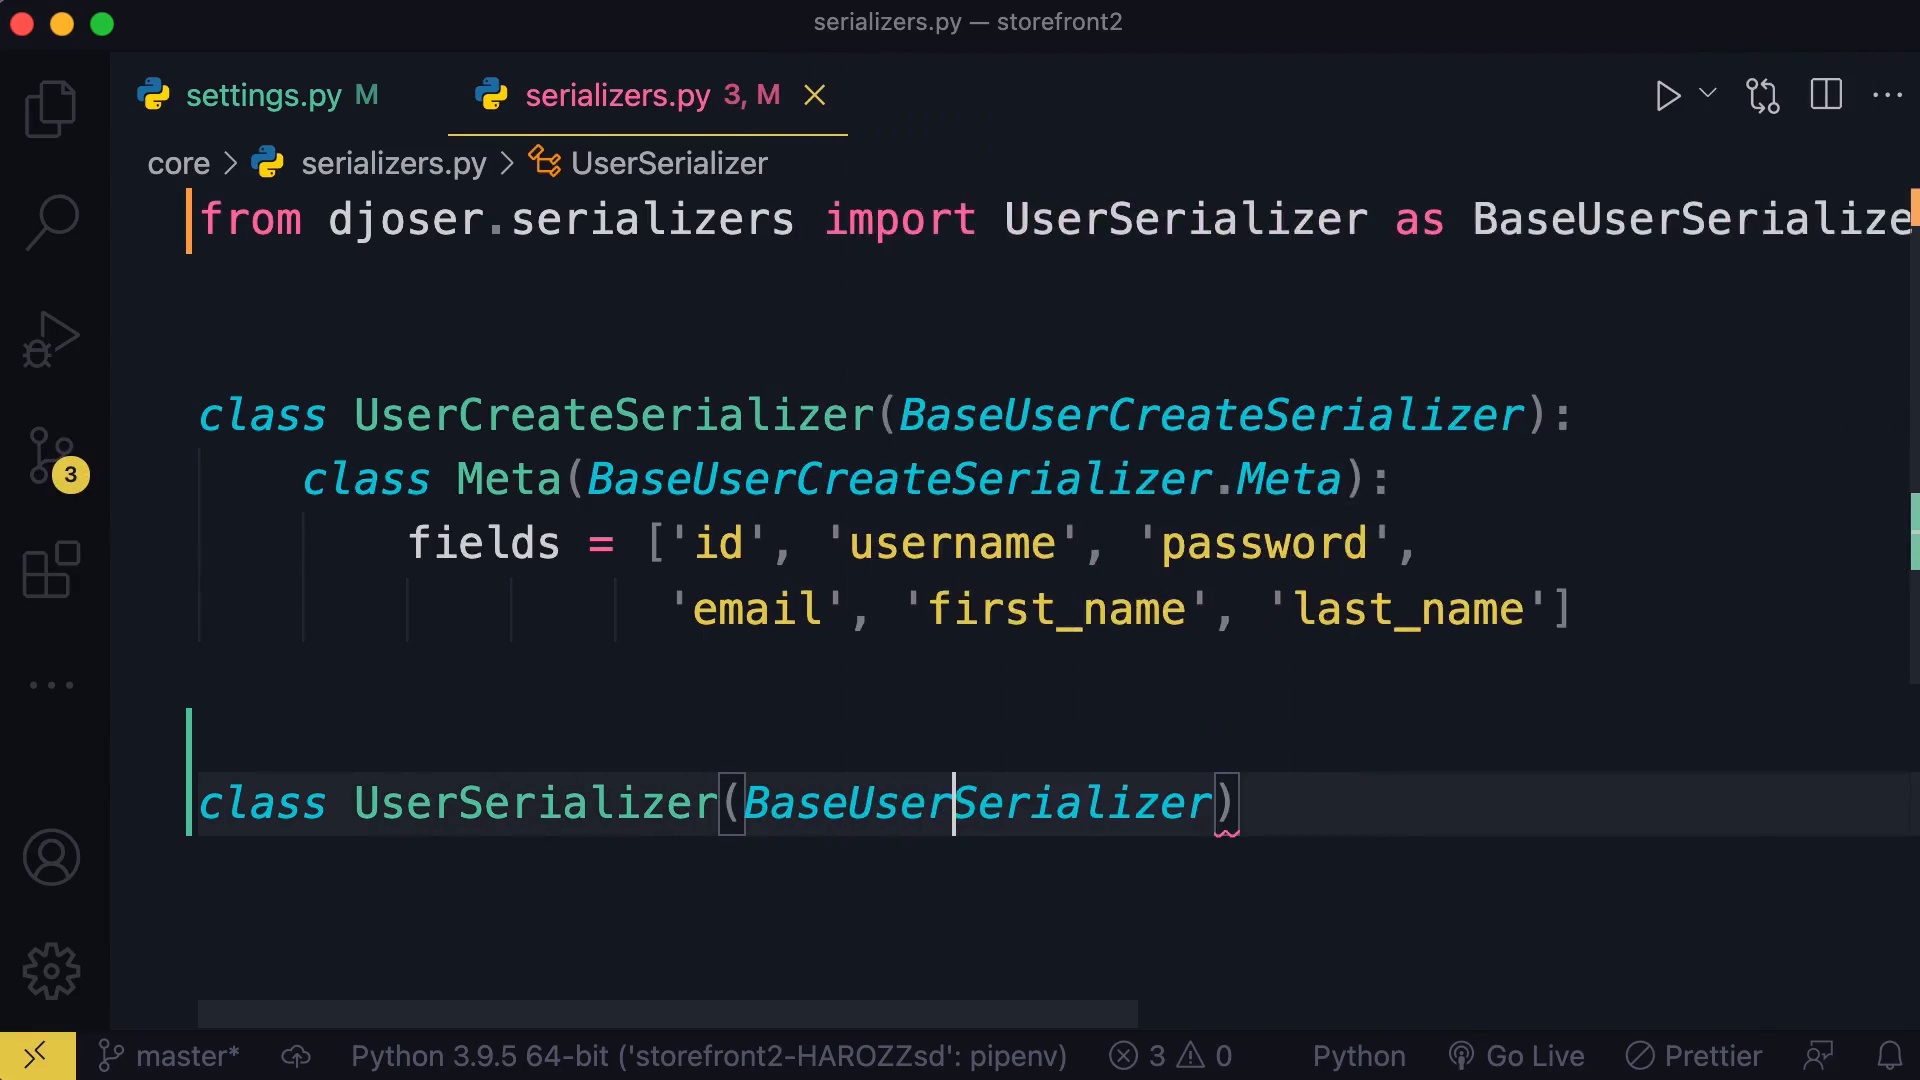 serializers.py — storefront2
settings.py M
serializers.py 3, M
core > serializers.py > UserSerializer
from djoser.serializers import UserSerializer as BaseUserSerialize
class UserCreateSerializer(BaseUserCreateSerializer):
class Meta(BaseUserCreateSerializer.Meta):
fields = ['id', 'username', 'password',
'email', 'first_name', 'last_name']
class UserSerializer(BaseUserSerializer)
3
master* Python 3.9.5 64-bit ('storefront2-HAROZZsd': pipenv) 3 0 Python Go Live Prettier